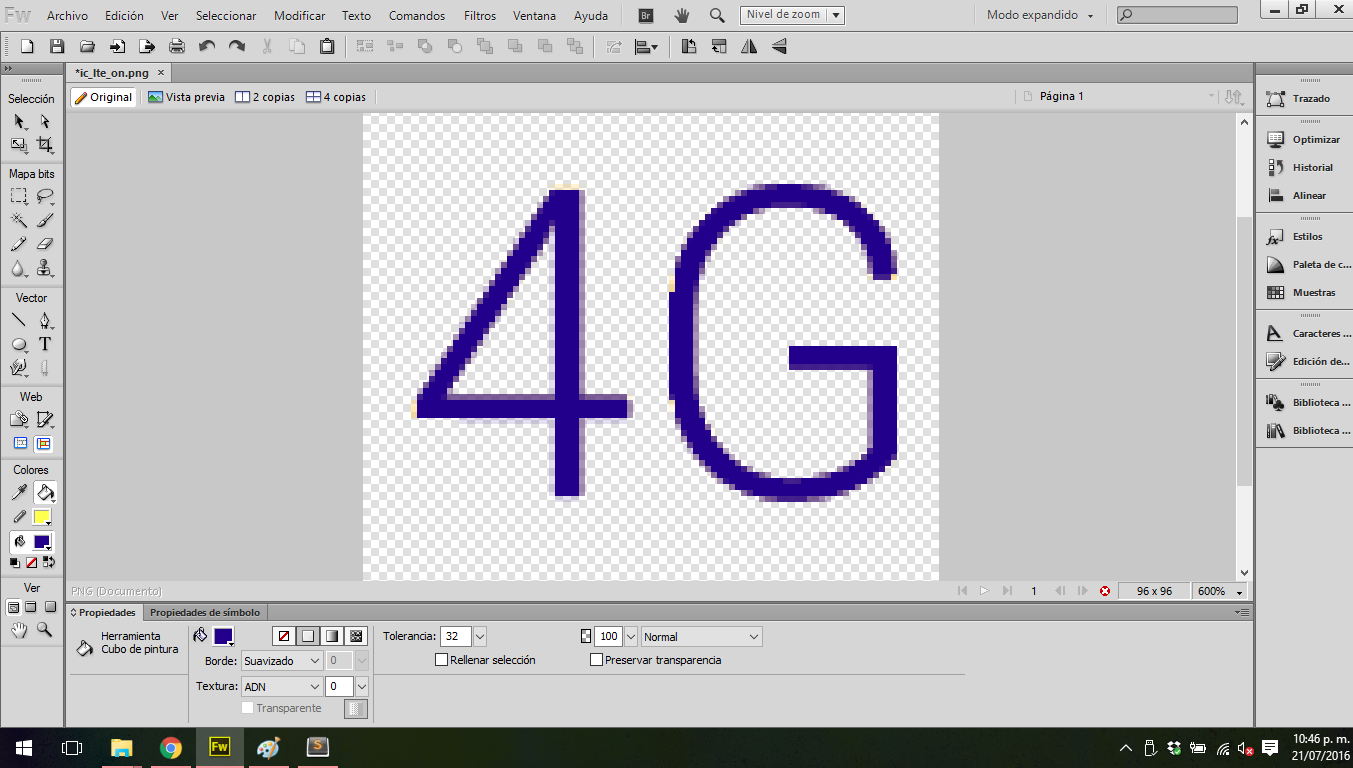 Fw Archivo Edición Ver Seleccionar Modificar Texto Comandos Filtros Ventana Ayuda Br Nivel de zoom Modo expandido
*ic_lte_on.png
Original Vista previa 2 copias 4 copias Página 1
Selección
Mapa bits
Vector
T
Web
Colores
Ver
4G
Trazado
Optimizar
Historial
Alinear
Estilos
Paleta de c...
Muestras
Caracteres ...
Edición de...
Biblioteca ...
Biblioteca ...
PNG (Documento) 1 96 x 96 600%
Propiedades Propiedades de símbolo
Herramienta
Cubo de pintura
Tolerancia: 32 100 Normal
Borde: Suavizado 0 Rellenar selección Preservar transparencia
Textura: ADN 0
Transparente
Fw S
10:46 p. m.
21/07/2016